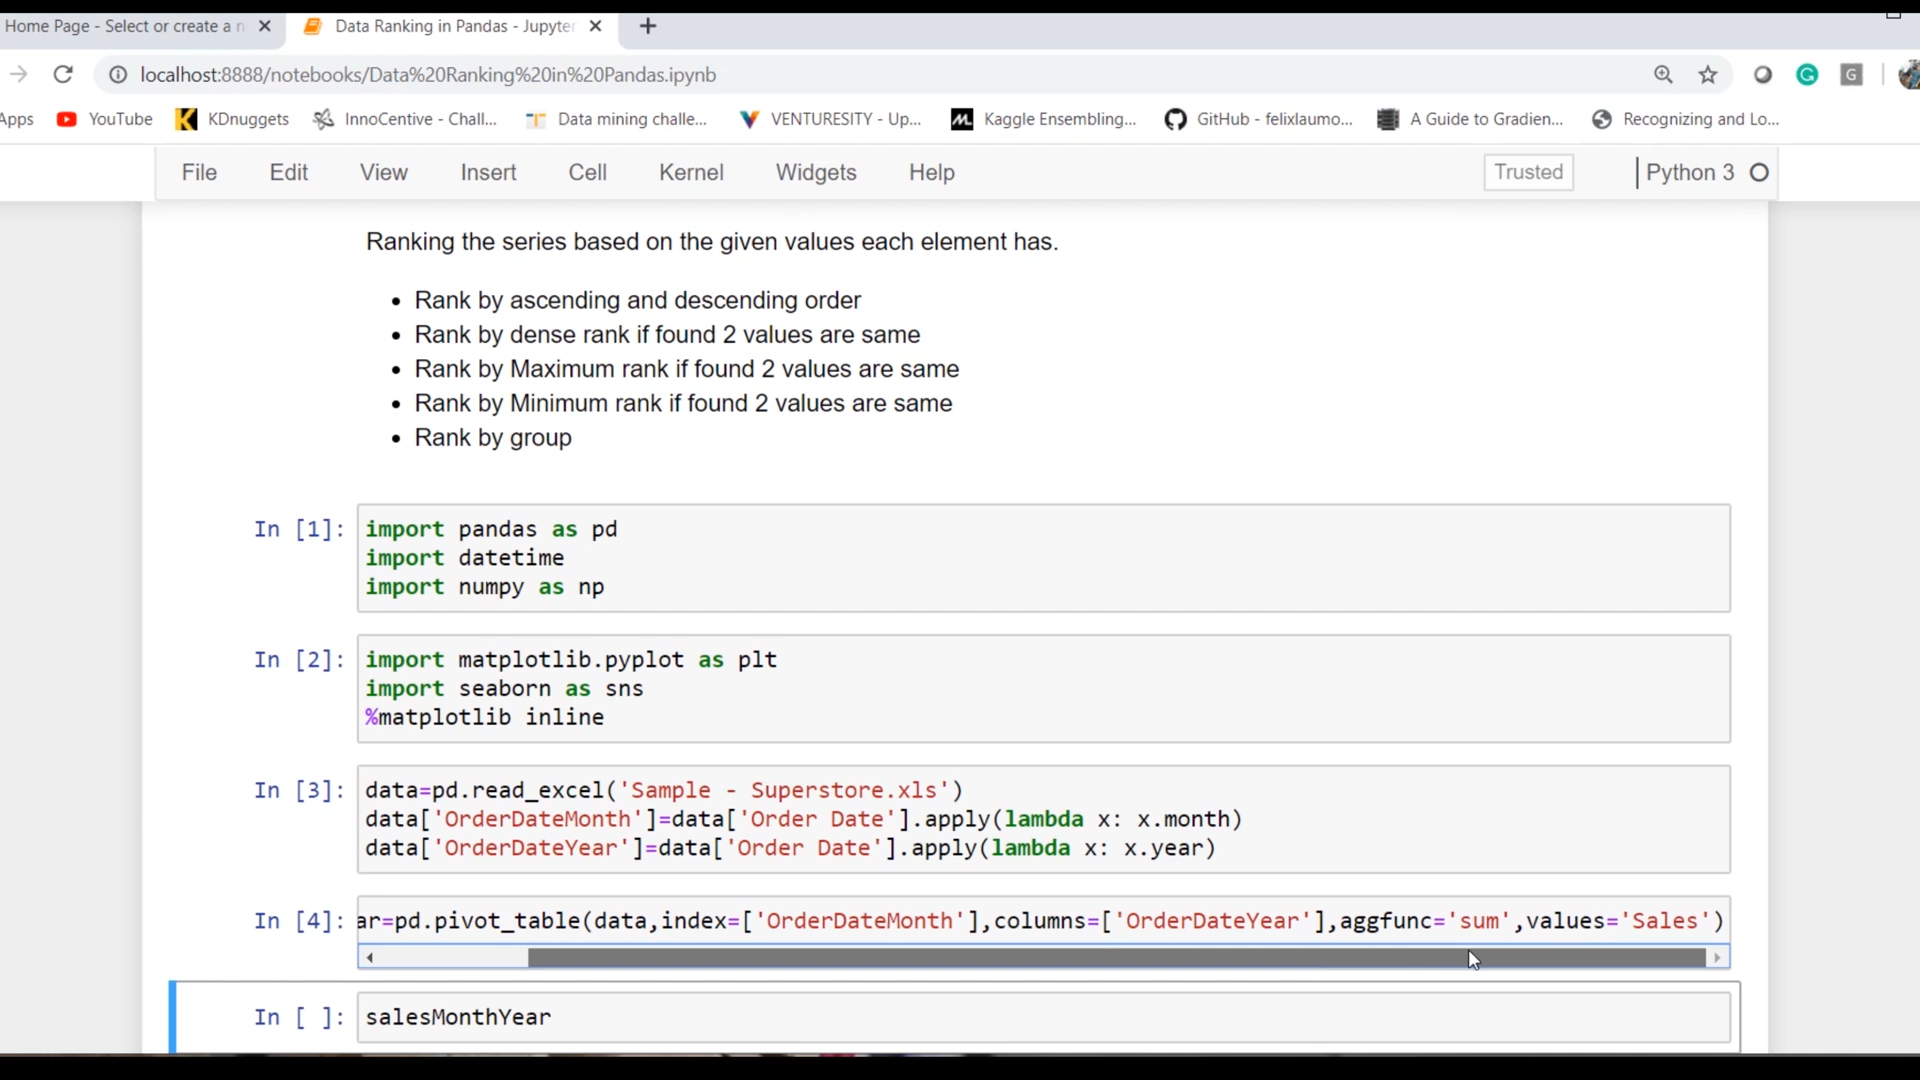 Home Page - Select or create a n
Data Ranking in Pandas - Jupyter
localhost:8888/notebooks/Data%20Ranking%20in%20Pandas.ipynb
G
G
Apps
YouTube
KDnuggets
InnoCentive - Chall...
Data mining challe...
VENTURESITY - Up...
Kaggle Ensembling...
GitHub - felixlaumo...
A Guide to Gradien...
Recognizing and Lo...
File Edit View Insert Cell Kernel Widgets Help Trusted Python 3
Ranking the series based on the given values each element has.
• Rank by ascending and descending order
• Rank by dense rank if found 2 values are same
• Rank by Maximum rank if found 2 values are same
• Rank by Minimum rank if found 2 values are same
• Rank by group
In [1]: import pandas as pd
import datetime
import numpy as np
In [2]: import matplotlib.pyplot as plt
import seaborn as sns
%matplotlib inline
In [3]: data=pd.read_excel('Sample - Superstore.xls')
data['OrderDateMonth']=data['Order Date'].apply(lambda x: x.month)
data['OrderDateYear']=data['Order Date'].apply(lambda x: x.year)
In [4]: ar=pd.pivot_table(data,index=['OrderDateMonth'],columns=['OrderDateYear'],aggfunc='sum',values='Sales')
In [ ]: salesMonthYear